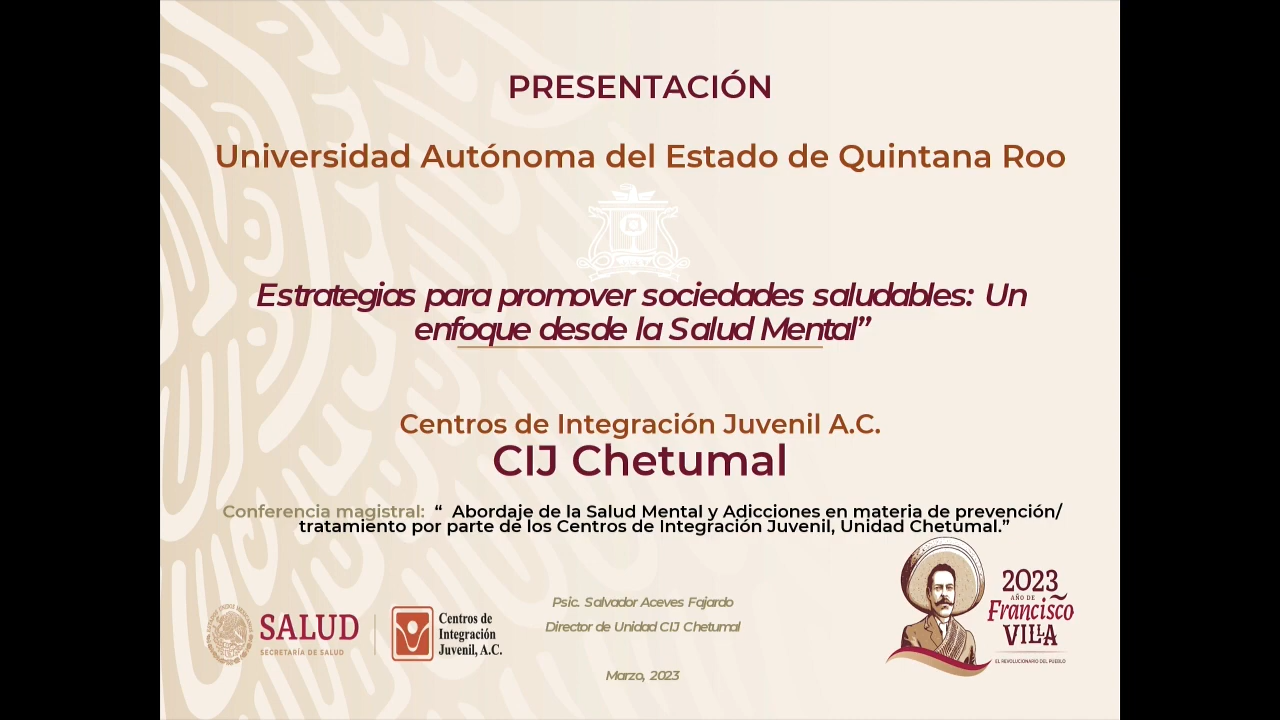 PRESENTACIÓN
Universidad Autónoma del Estado de Quintana Roo
Estrategias para promover sociedades saludables: Un
enfoque desde la Salud Mental”
Centros de Integración Juvenil A.C.
CIJ Chetumal
Conferencia magistral: “ Abordaje de la Salud Mental y Adicciones en materia de prevención/
tratamiento por parte de los Centros de Integración Juvenil, Unidad Chetumal.”
Psic. Salvador Aceves Fajardo
Director de Unidad CIJ Chetumal
Marzo, 2023
SALUD
SECRETARÍA DE SALUD
Centros de
Integración
Juvenil, A.C.
2023
AÑO DE
Francisco
VILLA
EL REVOLUCIONARIO DEL PUEBLO